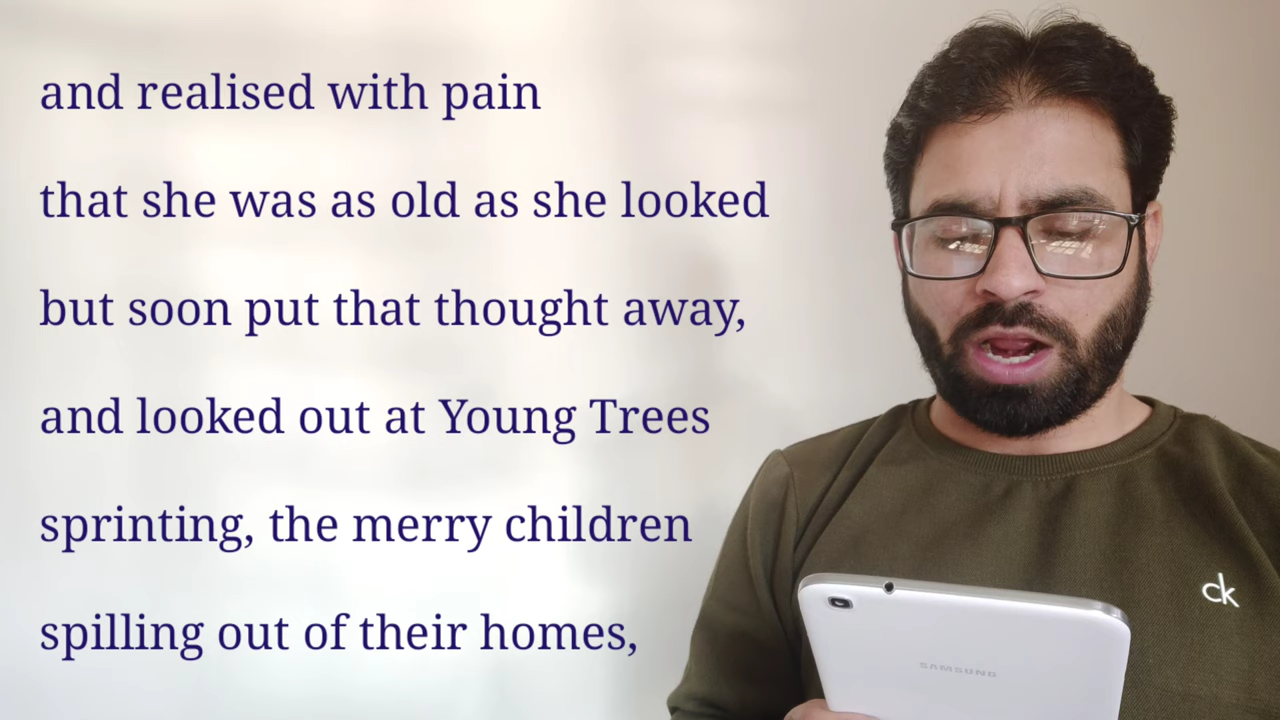 and realised with pain
that she was as old as she looked
but soon put that thought away,
and looked out at Young Trees
sprinting, the merry children
spilling out of their homes,
ck
SAMSUNG